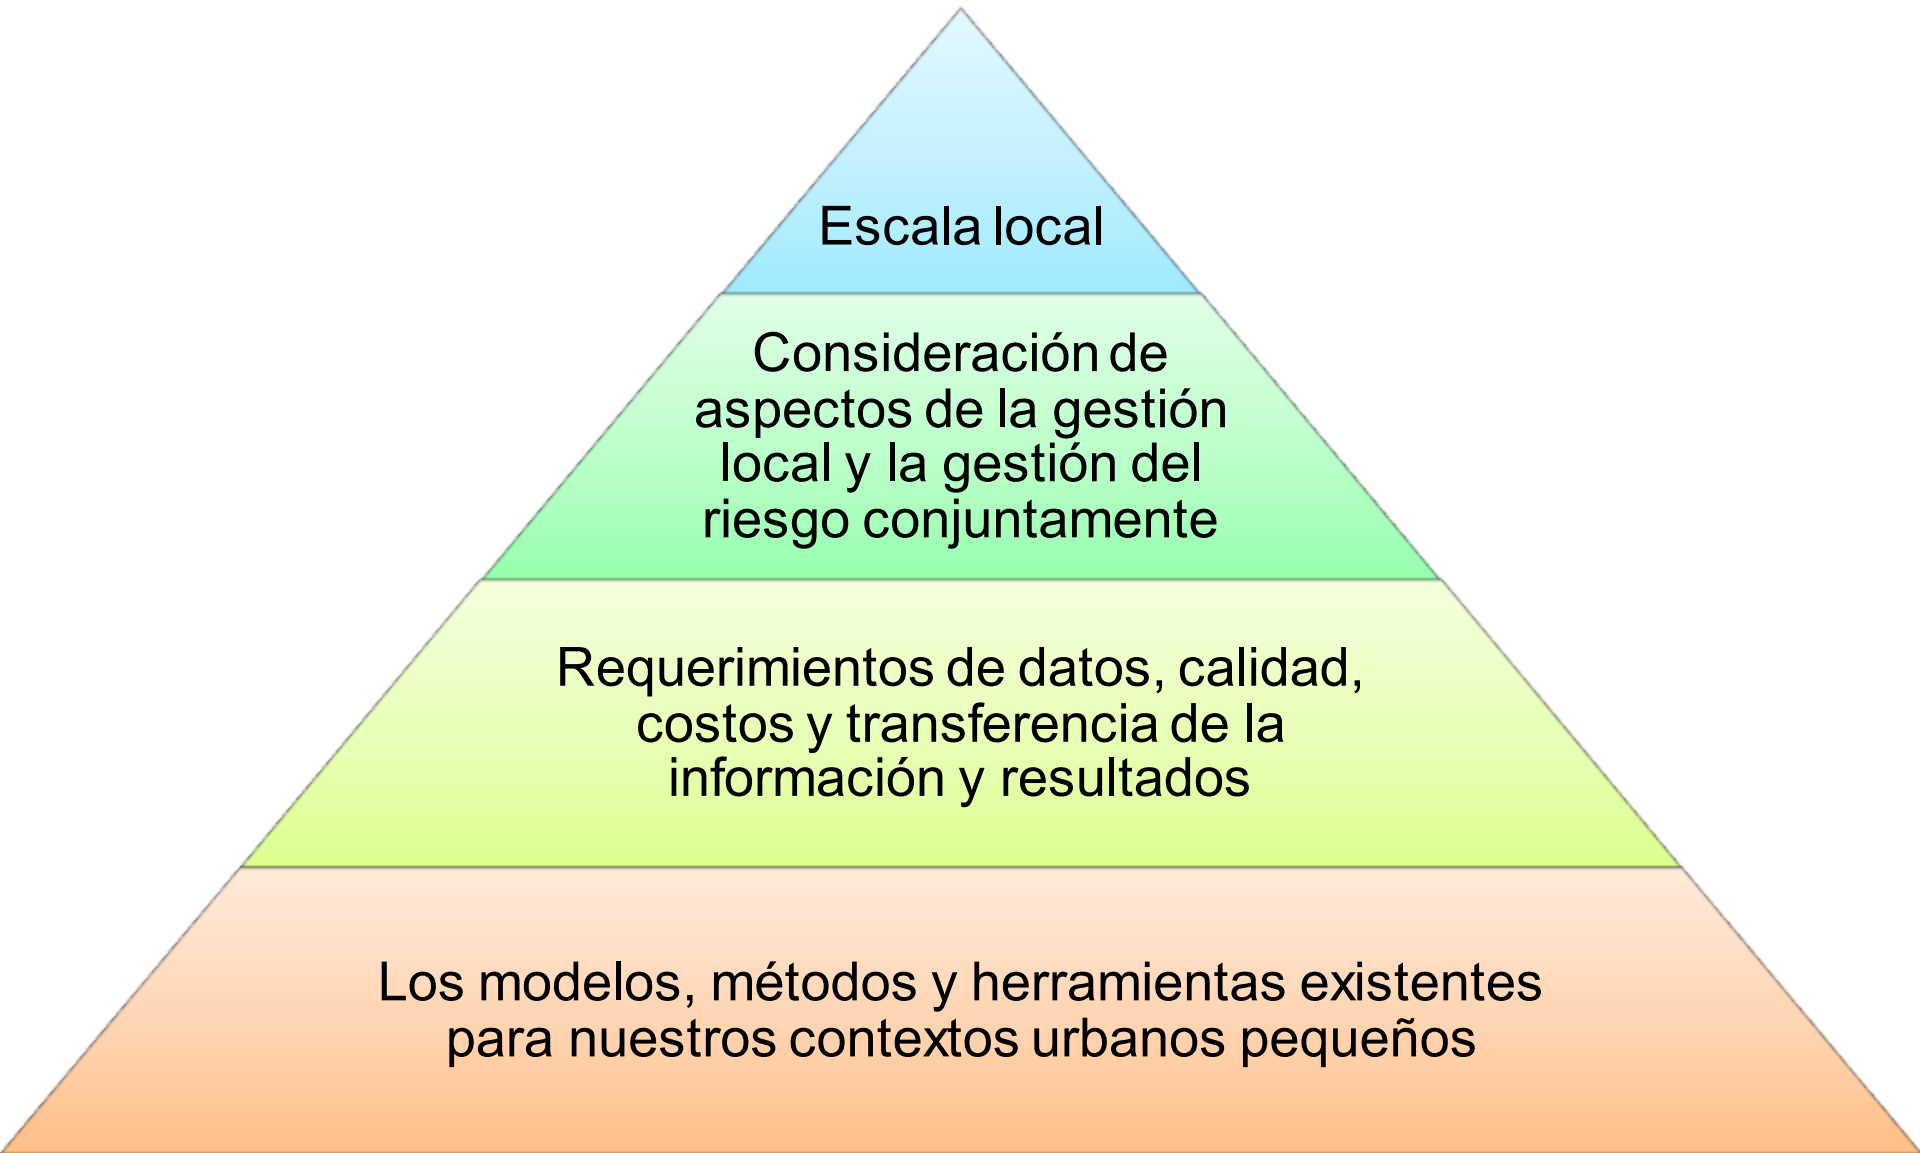 Escala local
Consideración de
aspectos de la gestión
local y la gestión del
riesgo conjuntamente
Requerimientos de datos, calidad,
costos y transferencia de la
información y resultados
Los modelos, métodos y herramientas existentes
para nuestros contextos urbanos pequeños